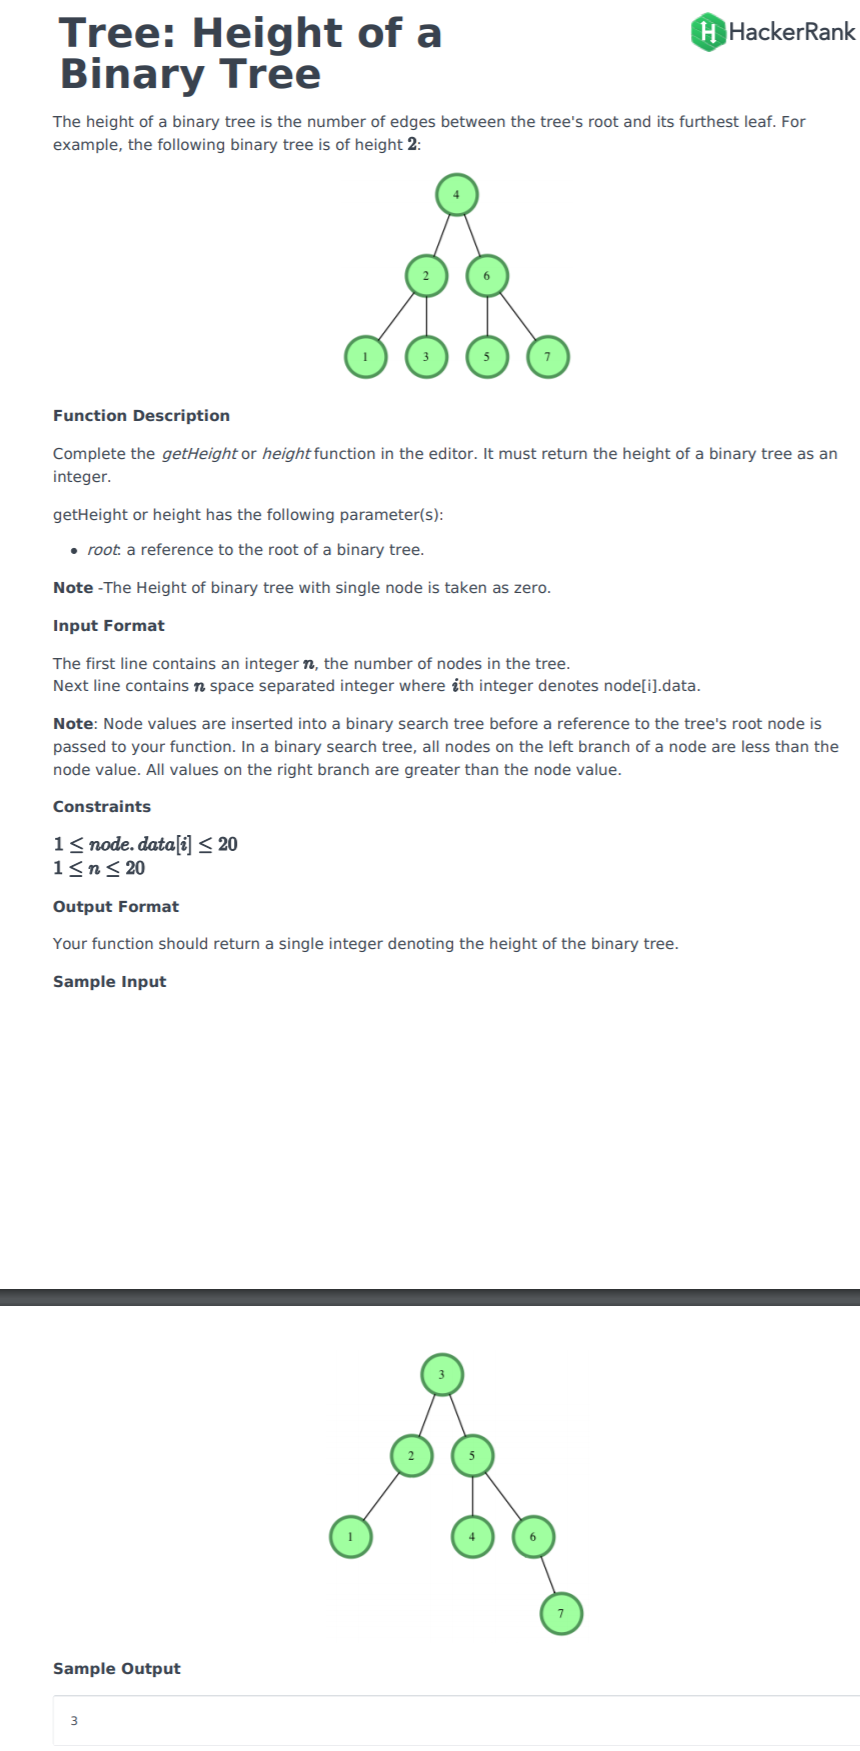 Tree: Height of a
Binary Tree
HackerRank
The height of a binary tree is the number of edges between the tree's root and its furthest leaf. For
example, the following binary tree is of height 2:
4
2 6
1 3 5 7
Function Description
Complete the getHeight or height function in the editor. It must return the height of a binary tree as an
integer.
getHeight or height has the following parameter(s):
• root: a reference to the root of a binary tree.
Note -The Height of binary tree with single node is taken as zero.
Input Format
The first line contains an integer n, the number of nodes in the tree.
Next line contains n space separated integer where ith integer denotes node[i].data.
Note: Node values are inserted into a binary search tree before a reference to the tree's root node is
passed to your function. In a binary search tree, all nodes on the left branch of a node are less than the
node value. All values on the right branch are greater than the node value.
Constraints
1 ≤ node.data[i] ≤ 20
1 ≤ n ≤ 20
Output Format
Your function should return a single integer denoting the height of the binary tree.
Sample Input
3
2 5
1 4 6
7
Sample Output
3